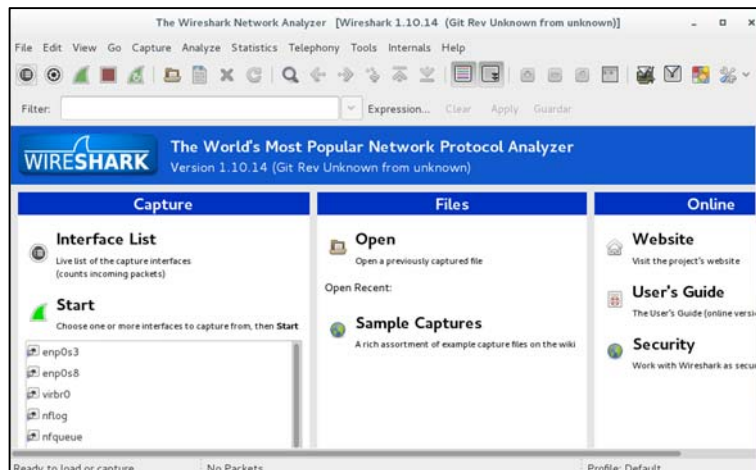 The Wireshark Network Analyzer [Wireshark 1.10.14 (Git Rev Unknown from unknown)]
File Edit View Go Capture Analyze Statistics Telephony Tools Internals Help
Filter: Expression... Clear Apply Guardar
WIRESHARK
The World's Most Popular Network Protocol Analyzer
Version 1.10.14 (Git Rev Unknown from unknown)
Capture
Interface List
Live list of the capture interfaces
(counts incoming packets)
Start
Choose one or more interfaces to capture from, then Start
enp0s3
enp0s8
virbr0
nflog
nfqueue
Files
Open
Open a previously captured file
Open Recent:
Sample Captures
A rich assortment of example capture files on the wiki
Online
Website
Visit the project's website
User's Guide
The User's Guide (online versi
Security
Work with Wireshark as secu
Ready to load or capture No Packets Profile: Default